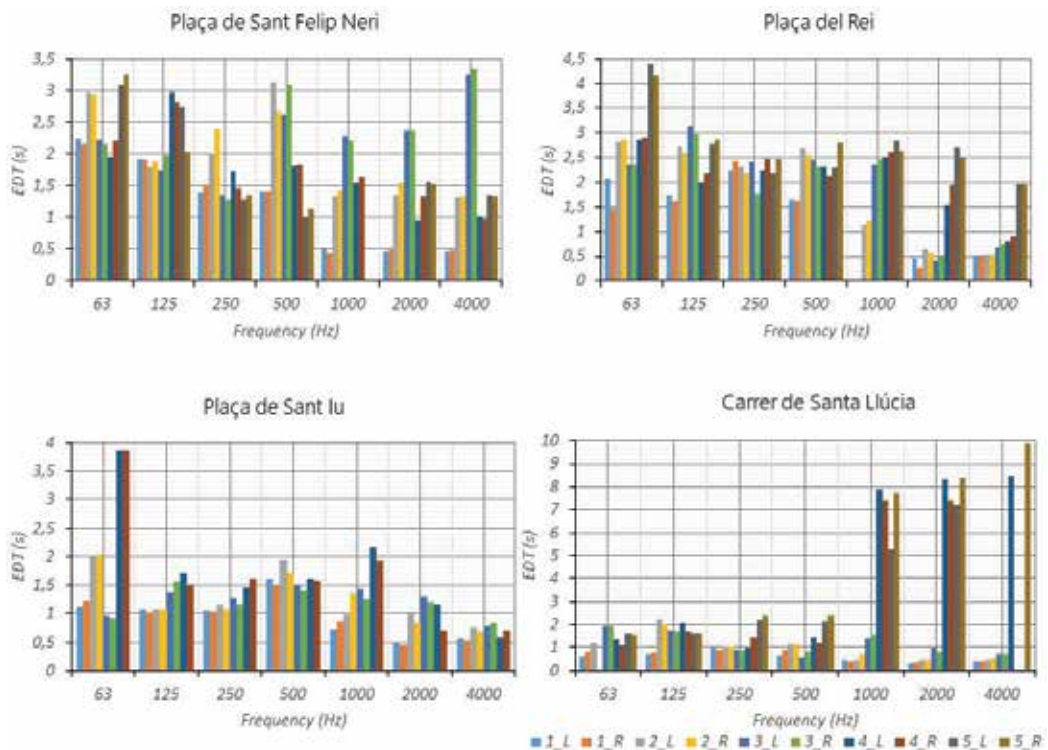 Plaça de Sant Felip Neri
EDT (s)
3,5
3
2,5
2
1,5
1
0,5
0
63 125 250 500 1000 2000 4000
Frequency (Hz)
Plaça del Rei
EDT (s)
4,5
4
3,5
3
2,5
2
1,5
1
0,5
0
63 125 250 500 1000 2000 4000
Frequency (Hz)
Plaça de Sant Iu
EDT (s)
4
3,5
3
2,5
2
1,5
1
0,5
0
63 125 250 500 1000 2000 4000
Frequency (Hz)
Carrer de Santa Llúcia
EDT (s)
10
9
8
7
6
5
4
3
2
1
0
63 125 250 500 1000 2000 4000
Frequency (Hz)
1_L 1_R 2_L 2_R 3_L 3_R 4_L 4_R 5_L 5_R